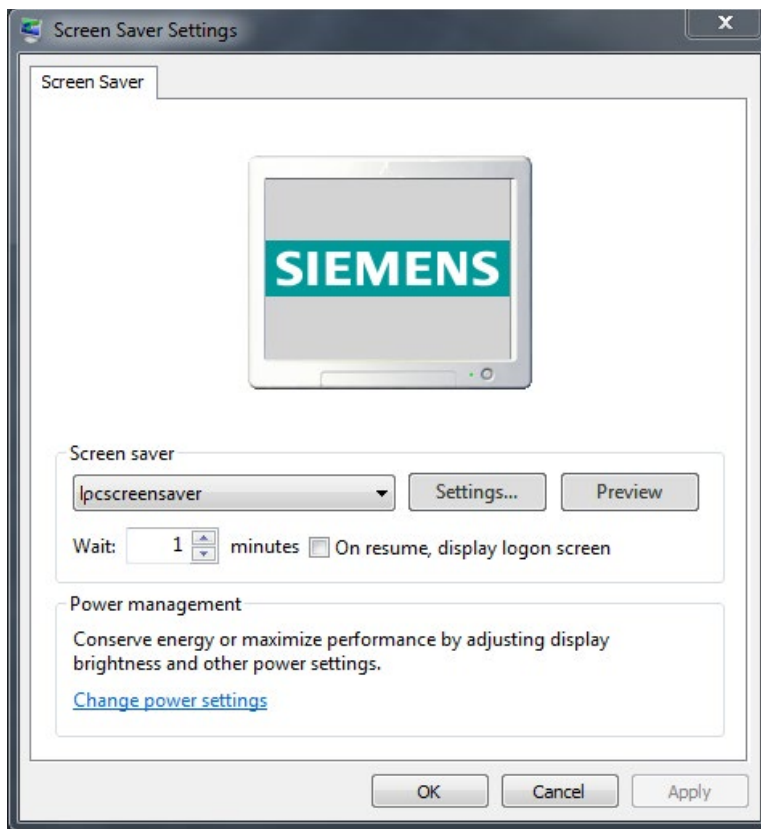 Screen Saver Settings
x
Screen Saver
SIEMENS
Screen saver
Ipcscreensaver
Settings...
Preview
Wait: 1 minutes On resume, display logon screen
Power management
Conserve energy or maximize performance by adjusting display
brightness and other power settings.
Change power settings
OK
Cancel
Apply